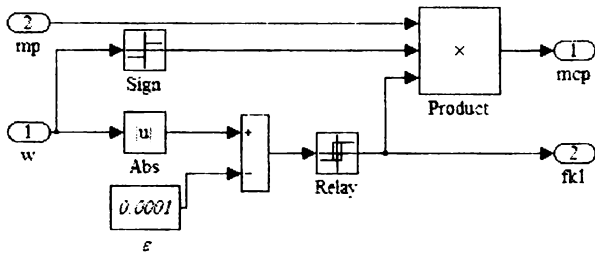 2
mp
Sign
×
Product
1
mcp
1
w
|u|
Abs
+
−
0.0001
ε
Relay
2
fk1